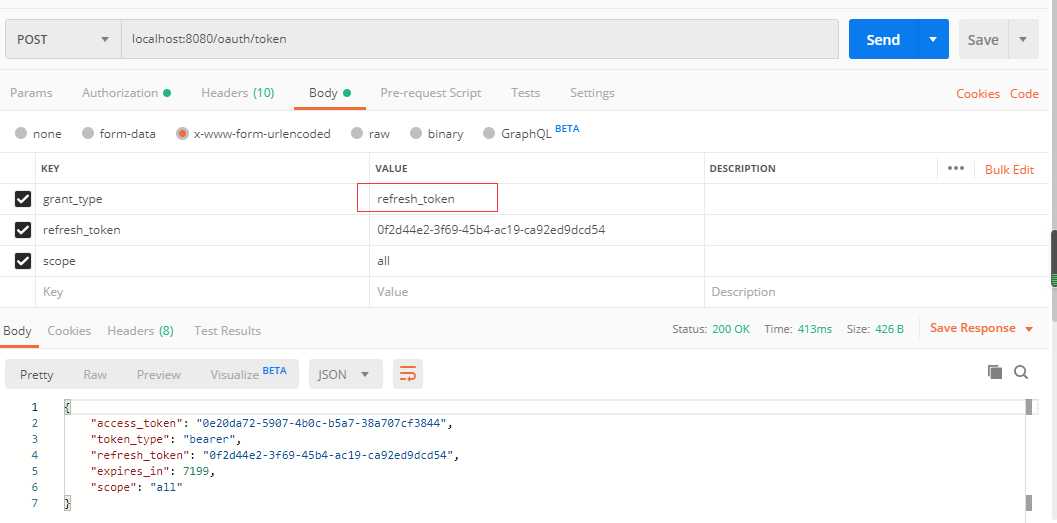 POST localhost:8080/oauth/token Send Save
Params Authorization Headers (10) Body Pre-request Script Tests Settings Cookies Code
none form-data x-www-form-urlencoded raw binary GraphQL BETA
KEY VALUE DESCRIPTION ••• Bulk Edit
grant_type refresh_token
refresh_token 0f2d44e2-3f69-45b4-ac19-ca92ed9dcd54
scope all
Key Value Description
Body Cookies Headers (8) Test Results Status: 200 OK Time: 413ms Size: 426 B Save Response
Pretty Raw Preview Visualize BETA JSON
1 {
2 "access_token": "0e20da72-5907-4b0c-b5a7-38a707cf3844",
3 "token_type": "bearer",
4 "refresh_token": "0f2d44e2-3f69-45b4-ac19-ca92ed9dcd54",
5 "expires_in": 7199,
6 "scope": "all"
7 }